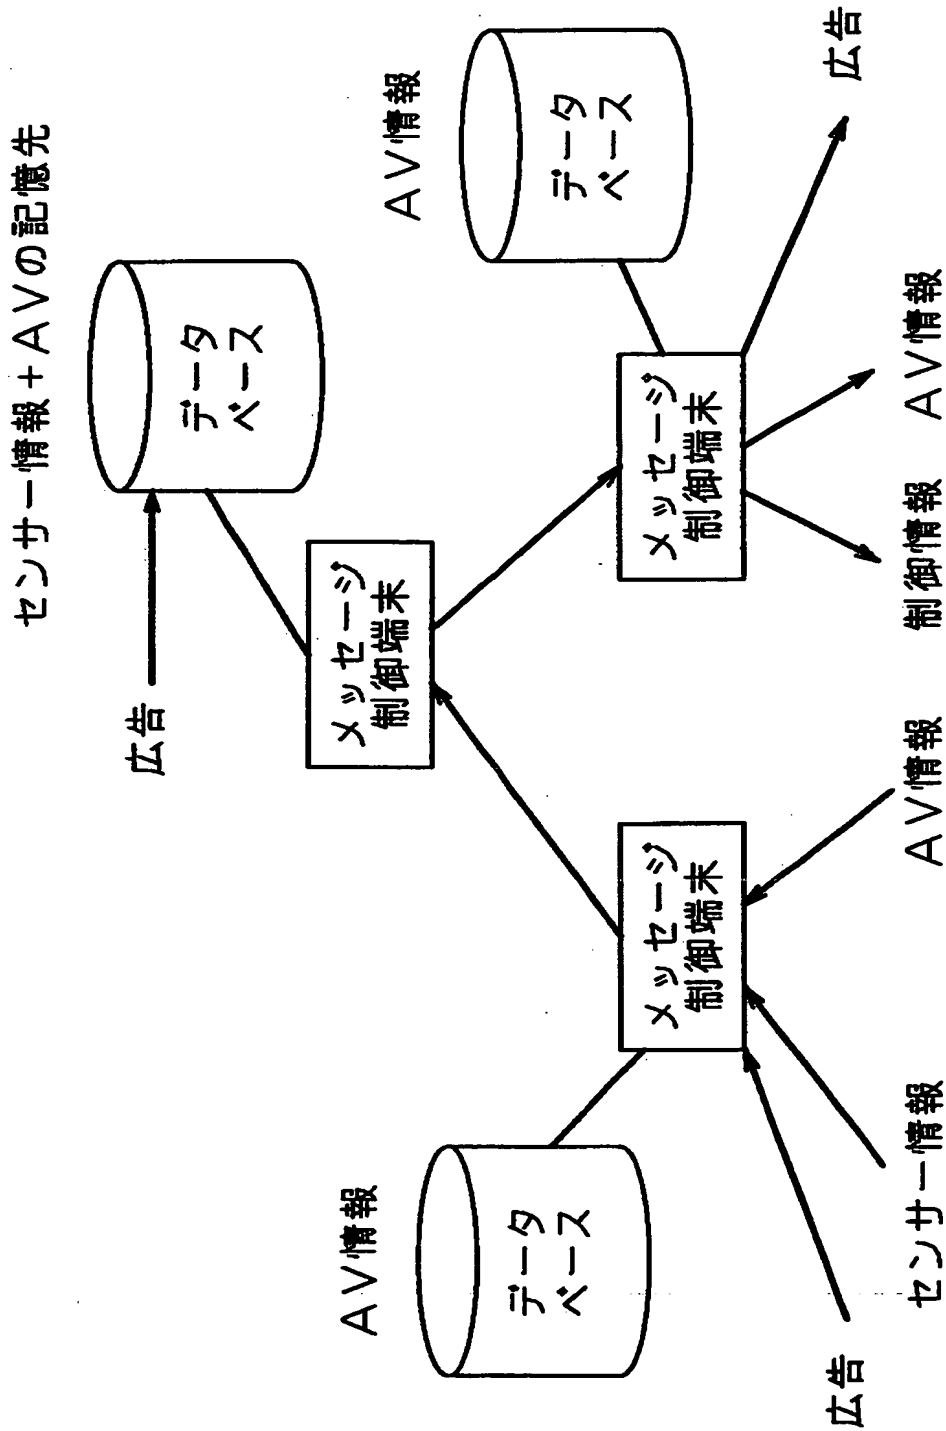 センサー情報+AVの記憶先
広告
データ
ベース
メッセージ
制御端末
AV情報
データ
ベース
AV情報
データ
ベース
メッセージ
制御端末
メッセージ
制御端末
広告
センサー情報
AV情報
制御情報
AV情報
広告